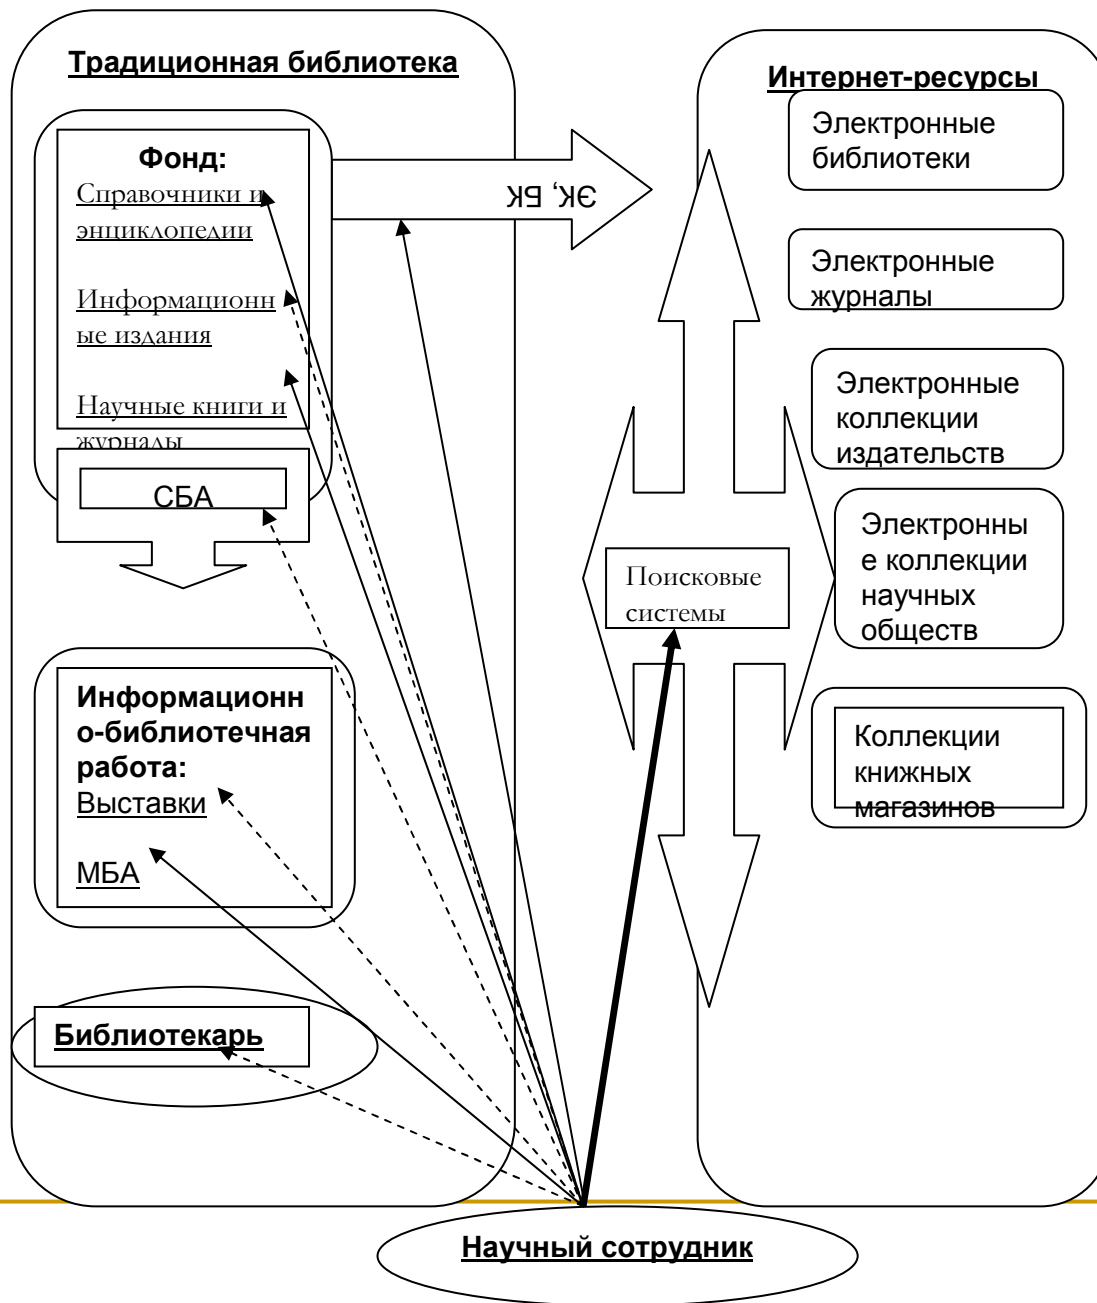 Традиционная библиотека
Фонд:
Справочники и
энциклопедии
Информационн
ые издания
Научные книги и
журналы
СБА
Информационн
о-библиотечная
работа:
Выставки
МБА
Библиотекарь
ЭК, БК
Поисковые
системы
Интернет-ресурсы
Электронные
библиотеки
Электронные
журналы
Электронные
коллекции
издательств
Электронны
е коллекции
научных
обществ
Коллекции
книжных
магазинов
Научный сотрудник